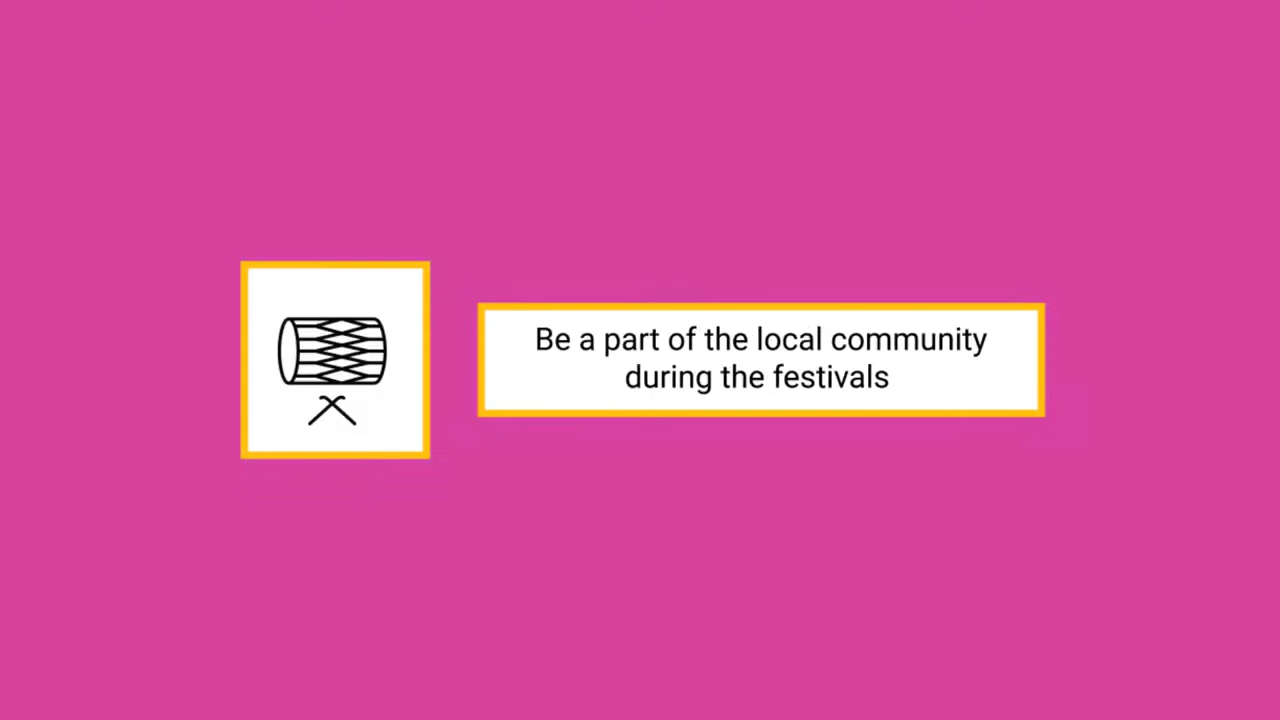 Be a part of the local community
during the festivals